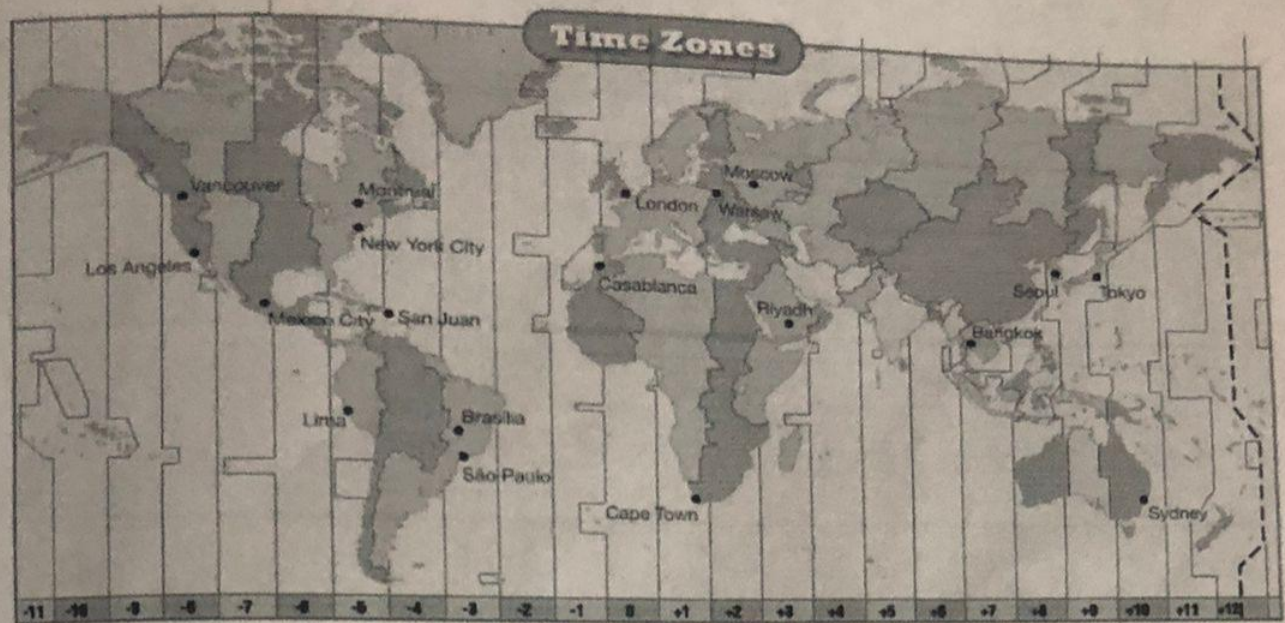 Time Zones
Vancouver
Montreal
Moscow
London
Warsaw
New York City
Los Angeles
Casablanca
Seoul
Tokyo
Mexico City
San Juan
Riyadh
Bangkok
Lima
Brasília
São Paulo
Cape Town
Sydney
-11 -10 -9 -8 -7 -6 -5 -4 -3 -2 -1 0 +1 +2 +3 +4 +5 +6 +7 +8 +9 +10 +11 +12